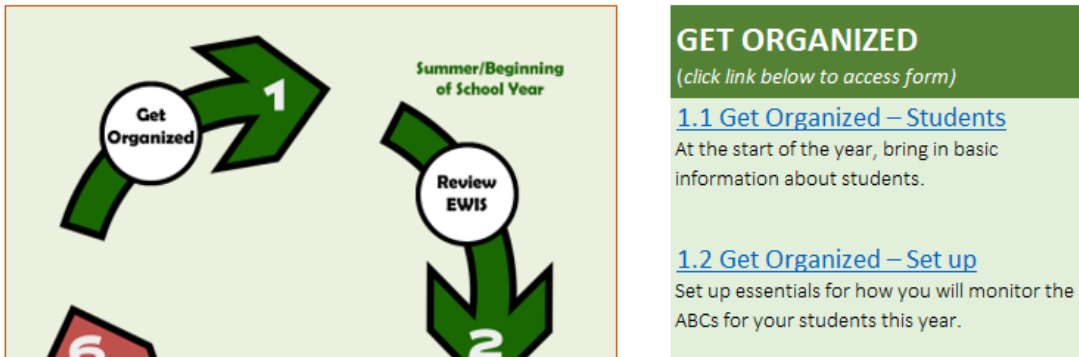 Get
Organized
1
Summer/Beginning
of School Year
Review
EWIS
2
6
GET ORGANIZED
(click link below to access form)
1.1 Get Organized – Students
At the start of the year, bring in basic
information about students.
1.2 Get Organized – Set up
Set up essentials for how you will monitor the
ABCs for your students this year.